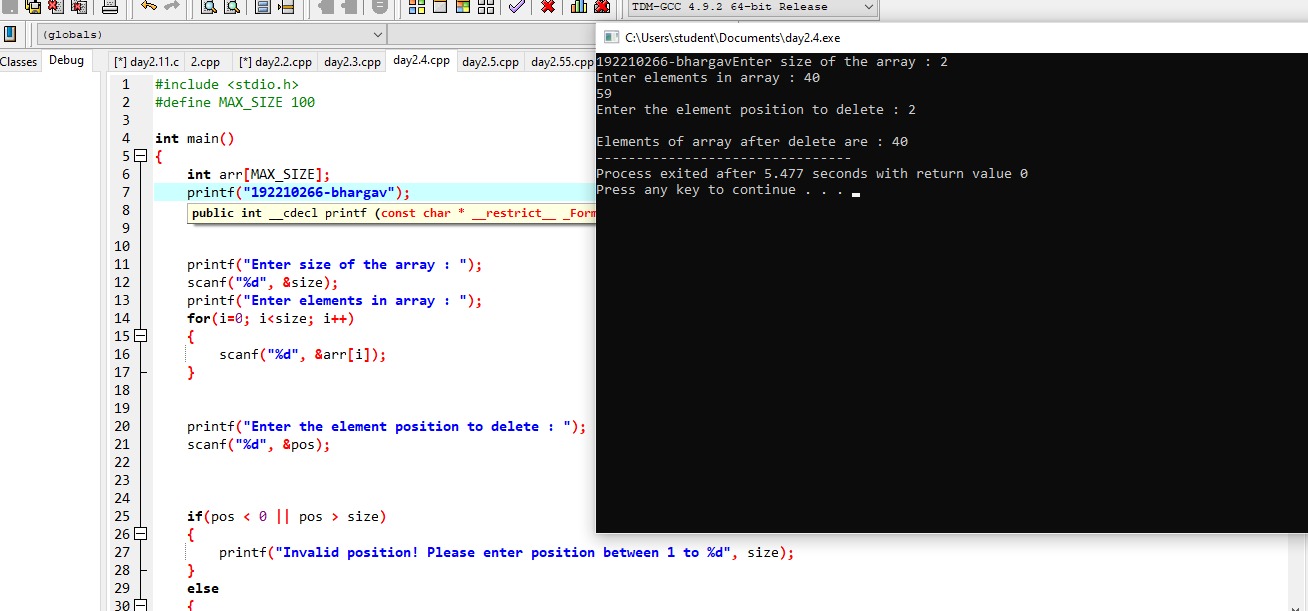 TDM-GCC 4.9.2 64-bit Release
(globals)
Classes Debug
[*] day2.11.c 2.cpp [*] day2.2.cpp day2.3.cpp day2.4.cpp day2.5.cpp day2.55.cpp
1 #include <stdio.h>
2 #define MAX_SIZE 100
3
4 int main()
5 {
6 int arr[MAX_SIZE];
7 printf("192210266-bhargav");
8 public int __cdecl printf (const char * __restrict__ _Form
9
10
11 printf("Enter size of the array : ");
12 scanf("%d", &size);
13 printf("Enter elements in array : ");
14 for(i=0; i<size; i++)
15 {
16 scanf("%d", &arr[i]);
17 }
18
19
20 printf("Enter the element position to delete : ");
21 scanf("%d", &pos);
22
23
24
25 if(pos < 0 || pos > size)
26 {
27 printf("Invalid position! Please enter position between 1 to %d", size);
28 }
29 else
30 {
C:\Users\student\Documents\day2.4.exe
192210266-bhargavEnter size of the array : 2
Enter elements in array : 40
59
Enter the element position to delete : 2
Elements of array after delete are : 40
--------------------------------
Process exited after 5.477 seconds with return value 0
Press any key to continue . . .